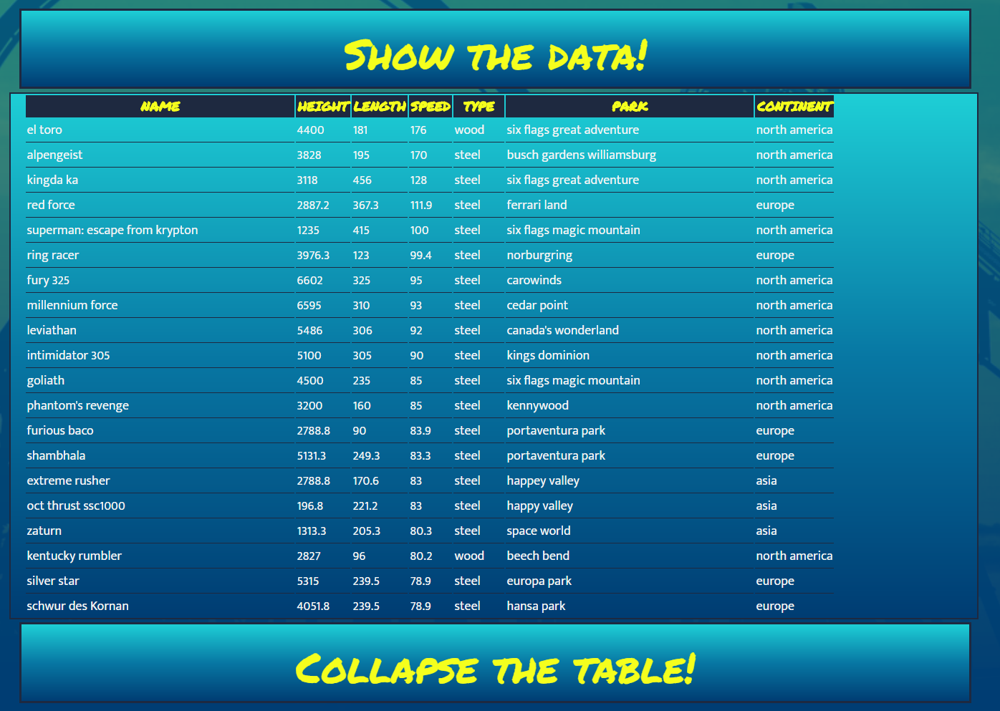 Show the data!
NAME HEIGHT LENGTH SPEED TYPE PARK CONTINENT
el toro 4400 181 176 wood six flags great adventure north america
alpengeist 3828 195 170 steel busch gardens williamsburg north america
kingda ka 3118 456 128 steel six flags great adventure north america
red force 2887.2 367.3 111.9 steel ferrari land europe
superman: escape from krypton 1235 415 100 steel six flags magic mountain north america
ring racer 3976.3 123 99.4 steel norburgring europe
fury 325 6602 325 95 steel carowinds north america
millennium force 6595 310 93 steel cedar point north america
leviathan 5486 306 92 steel canada's wonderland north america
intimidator 305 5100 305 90 steel kings dominion north america
goliath 4500 235 85 steel six flags magic mountain north america
phantom's revenge 3200 160 85 steel kennywood north america
furious baco 2788.8 90 83.9 steel portaventura park europe
shambhala 5131.3 249.3 83.3 steel portaventura park europe
extreme rusher 2788.8 170.6 83 steel happey valley asia
oct thrust ssc1000 196.8 221.2 83 steel happy valley asia
zaturn 1313.3 205.3 80.3 steel space world asia
kentucky rumbler 2827 96 80.2 wood beech bend north america
silver star 5315 239.5 78.9 steel europa park europe
schwur des Kornan 4051.8 239.5 78.9 steel hansa park europe
Collapse the table!